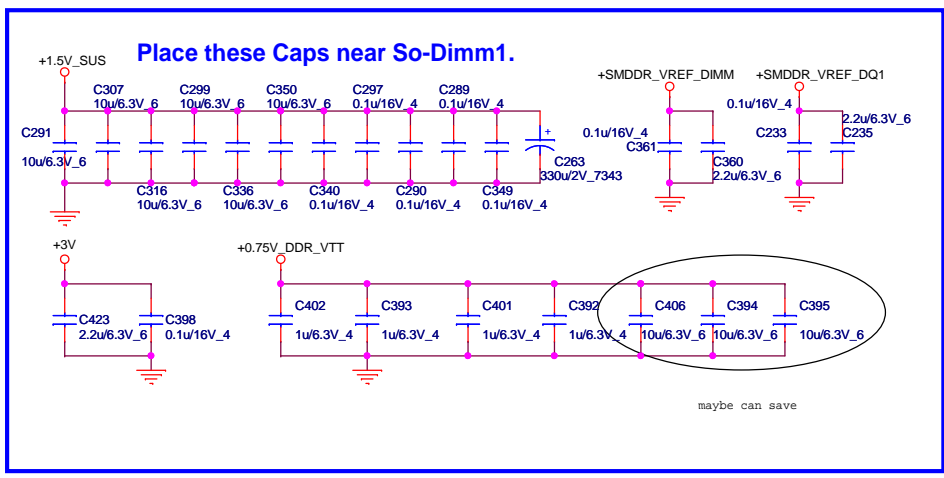 Place these Caps near So-Dimm1.
+1.5V_SUS
C307
10u/6.3V_6
C299
10u/6.3V_6
C350
10u/6.3V_6
C297
0.1u/16V_4
C289
0.1u/16V_4
C291
10u/6.3V_6
+
C263
330u/2V_7343
C316
10u/6.3V_6
C336
10u/6.3V_6
C340
0.1u/16V_4
C290
0.1u/16V_4
C349
0.1u/16V_4
+SMDDR_VREF_DIMM
0.1u/16V_4
C361
C360
2.2u/6.3V_6
+SMDDR_VREF_DQ1
0.1u/16V_4
C233
2.2u/6.3V_6
C235
+3V
C423
2.2u/6.3V_6
C398
0.1u/16V_4
+0.75V_DDR_VTT
C402
1u/6.3V_4
C393
1u/6.3V_4
C401
1u/6.3V_4
C392
1u/6.3V_4
C406
10u/6.3V_6
C394
10u/6.3V_6
C395
10u/6.3V_6
maybe can save